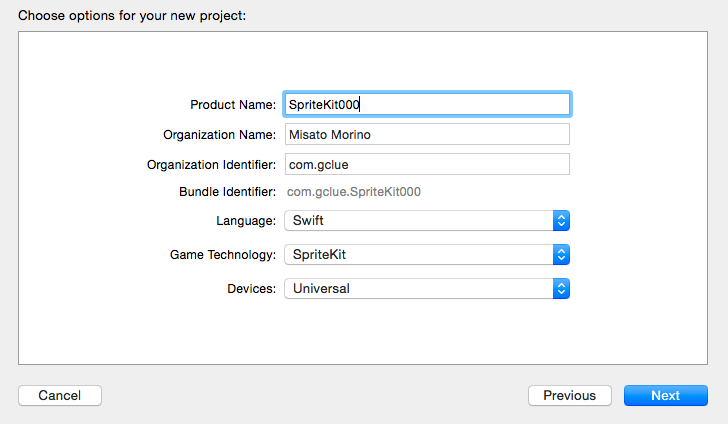 Choose options for your new project:
Product Name: SpriteKit000
Organization Name: Misato Morino
Organization Identifier: com.gclue
Bundle Identifier: com.gclue.SpriteKit000
Language: Swift
Game Technology: SpriteKit
Devices: Universal
Cancel Previous Next